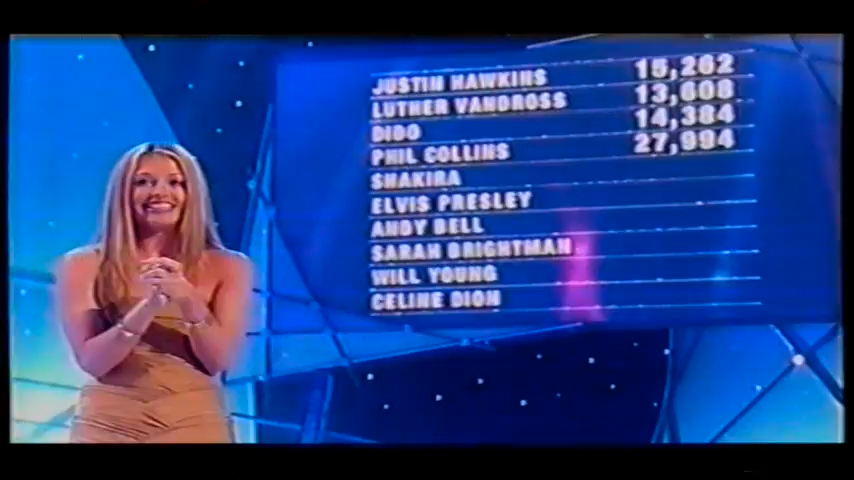 JUSTIN HAWKINS 15,262
LUTHER VANDROSS 13,608
DIDO 14,384
PHIL COLLINS 27,994
SHAKIRA
ELVIS PRESLEY
ANDY BELL
SARAH BRIGHTMAN
WILL YOUNG
CELINE DION